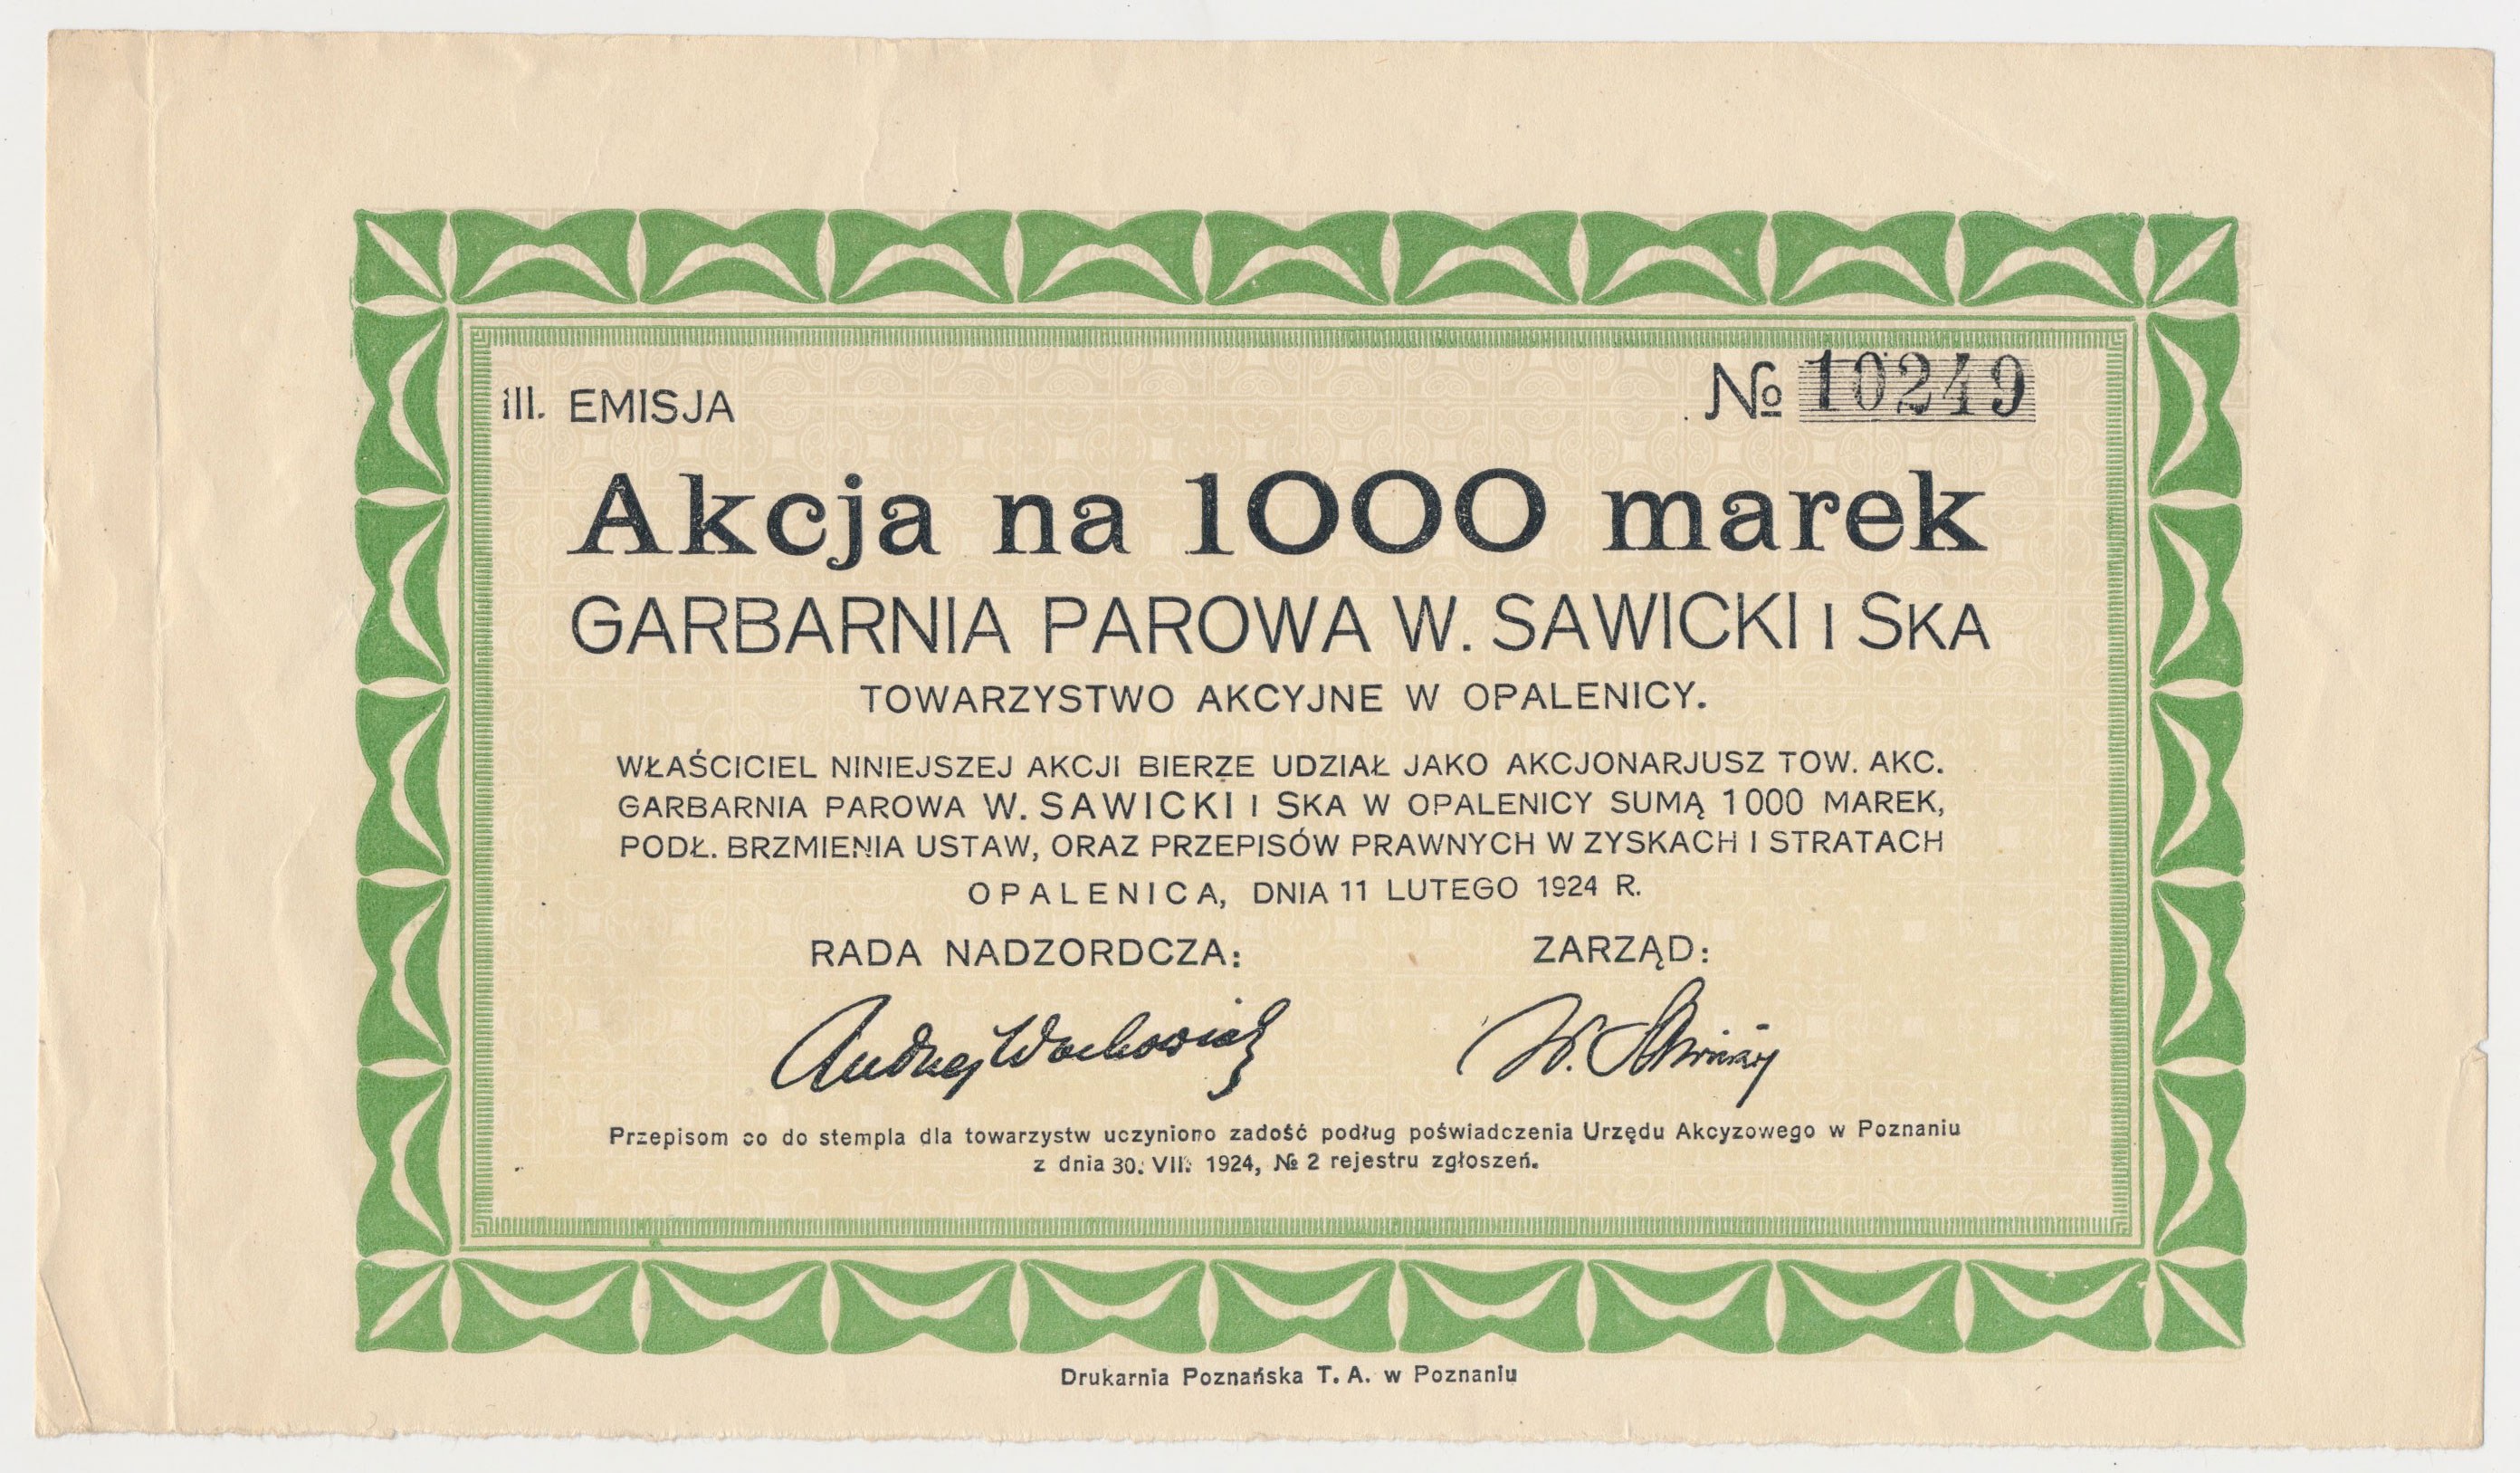 III. EMISJA
№ 10249
Akcja na 1000 marek
GARBARNIA PAROWA W. SAWICKI I SKA
TOWARZYSTWO AKCYJNE W OPALENICY.
WŁAŚCICIEL NINIEJSZEJ AKCJI BIERZE UDZIAŁ JAKO AKCJONARJUSZ TOW. AKC.
GARBARNIA PAROWA W. SAWICKI I SKA W OPALENICY SUMĄ 1000 MAREK,
PODŁ. BRZMIENIA USTAW, ORAZ PRZEPISÓW PRAWNYCH W ZYSKACH I STRATACH
OPALENICA, DNIA 11 LUTEGO 1924 R.
RADA NADZORDCZA: ZARZĄD:
Andrzej Wachowiak W.
Przepisom co do stempla dla towarzystw uczyniono zadość podług poświadczenia Urzędu Akcyzowego w Poznaniu
z dnia 30. VII. 1924, № 2 rejestru zgłoszeń.
Drukarnia Poznańska T. A. w Poznaniu